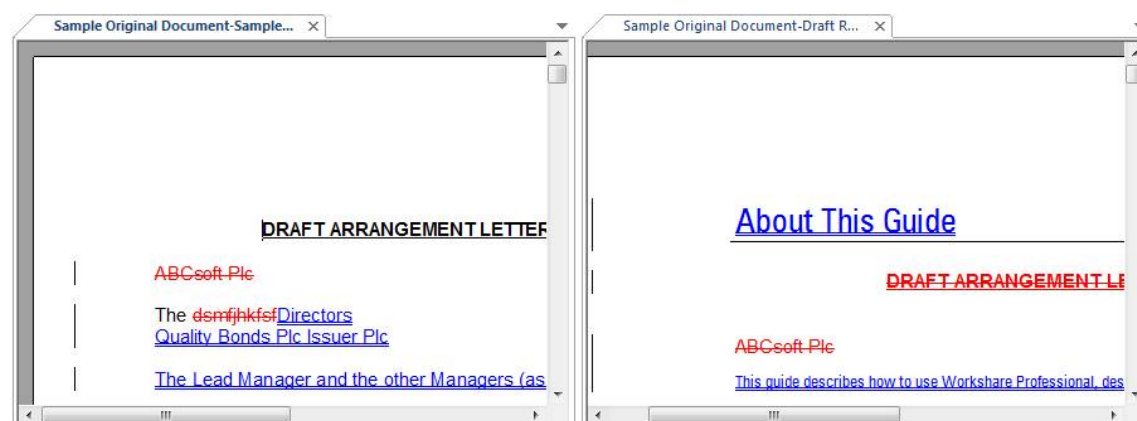 Sample Original Document-Sample...
DRAFT ARRANGEMENT LETTER
ABCsoft Plc
The dsmfjhkfsfDirectors
Quality Bonds Plc Issuer Plc
The Lead Manager and the other Managers (as
Sample Original Document-Draft R...
About This Guide
DRAFT ARRANGEMENT LE
ABCsoft Plc
This guide describes how to use Workshare Professional, des